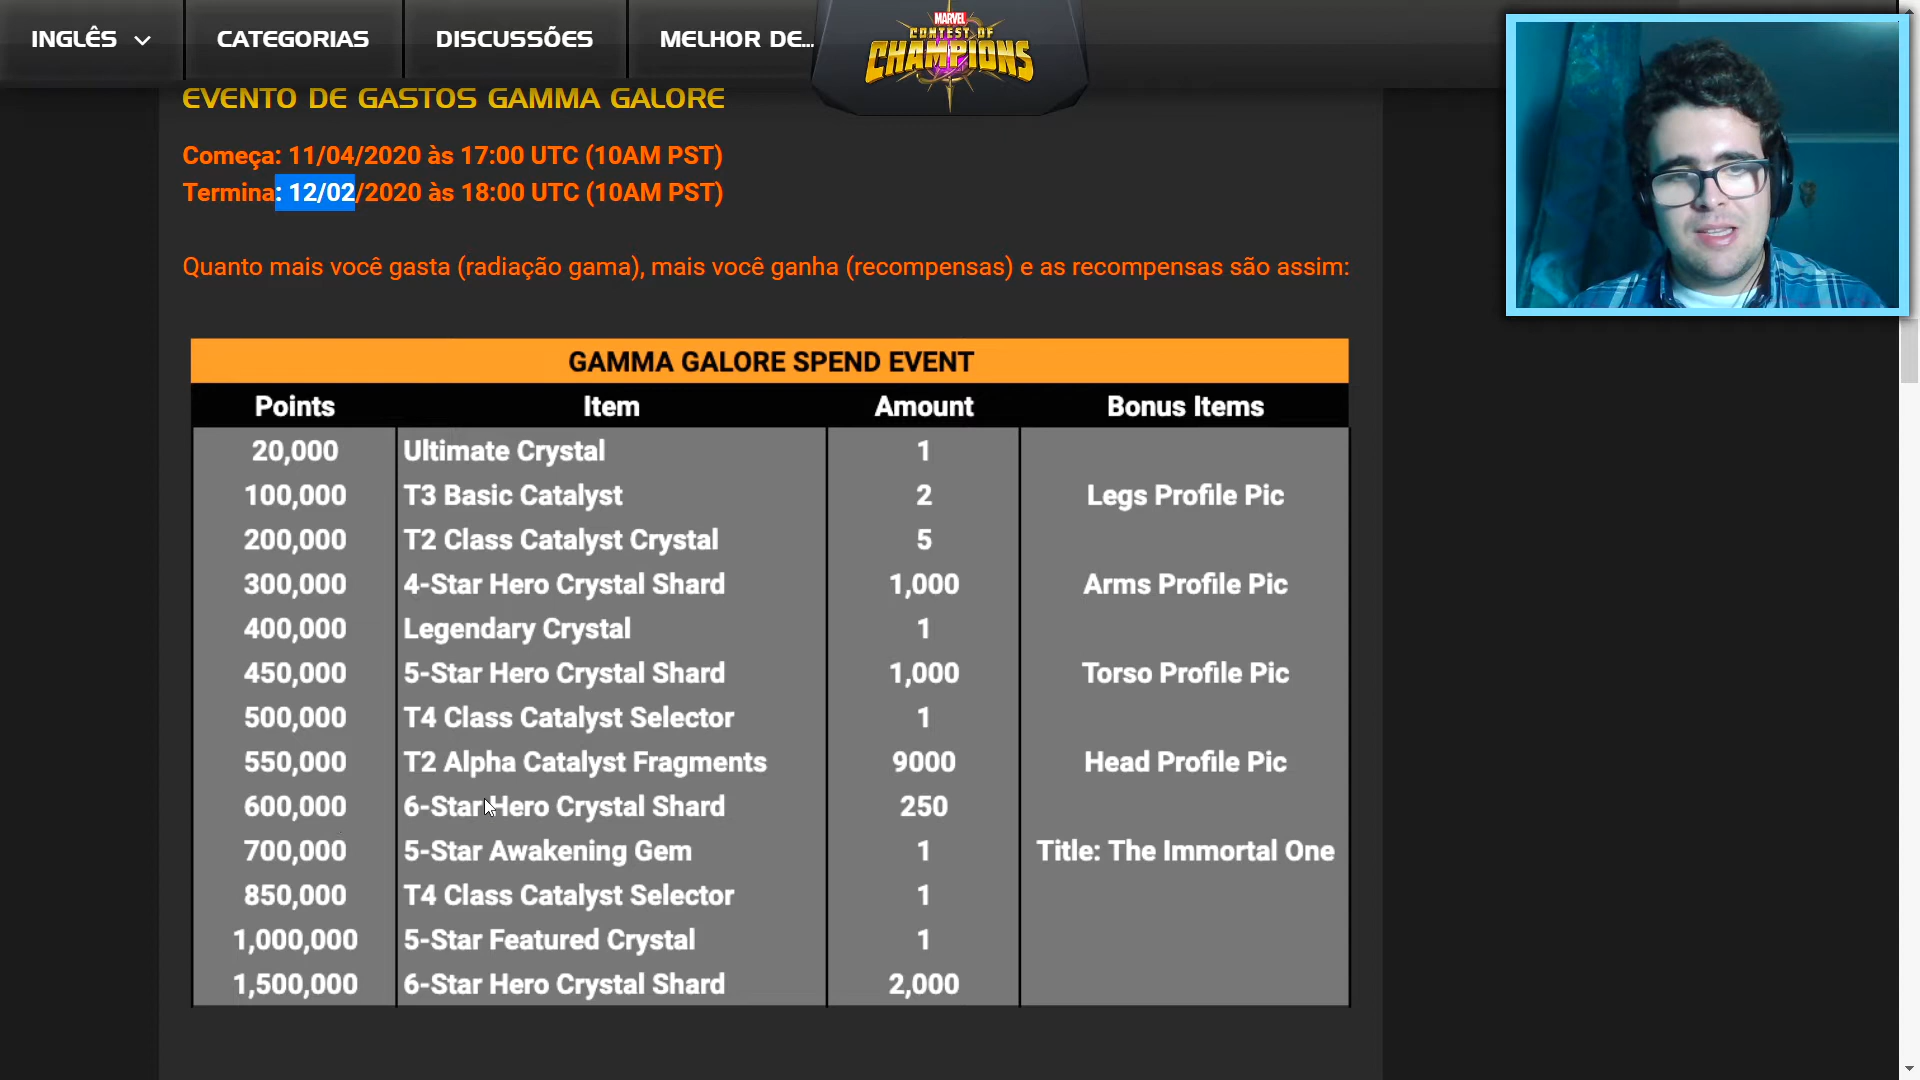 INGLÊS
CATEGORIAS
DISCUSSÕES
MELHOR DE...
MARVEL
CONTEST OF
CHAMPIONS
EVENTO DE GASTOS GAMMA GALORE
Começa: 11/04/2020 às 17:00 UTC (10AM PST)
Termina: 12/02/2020 às 18:00 UTC (10AM PST)
Quanto mais você gasta (radiação gama), mais você ganha (recompensas) e as recompensas são assim:
GAMMA GALORE SPEND EVENT
Points Item Amount Bonus Items
20,000 Ultimate Crystal 1
100,000 T3 Basic Catalyst 2 Legs Profile Pic
200,000 T2 Class Catalyst Crystal 5
300,000 4-Star Hero Crystal Shard 1,000 Arms Profile Pic
400,000 Legendary Crystal 1
450,000 5-Star Hero Crystal Shard 1,000 Torso Profile Pic
500,000 T4 Class Catalyst Selector 1
550,000 T2 Alpha Catalyst Fragments 9000 Head Profile Pic
600,000 6-Star Hero Crystal Shard 250
700,000 5-Star Awakening Gem 1 Title: The Immortal One
850,000 T4 Class Catalyst Selector 1
1,000,000 5-Star Featured Crystal 1
1,500,000 6-Star Hero Crystal Shard 2,000